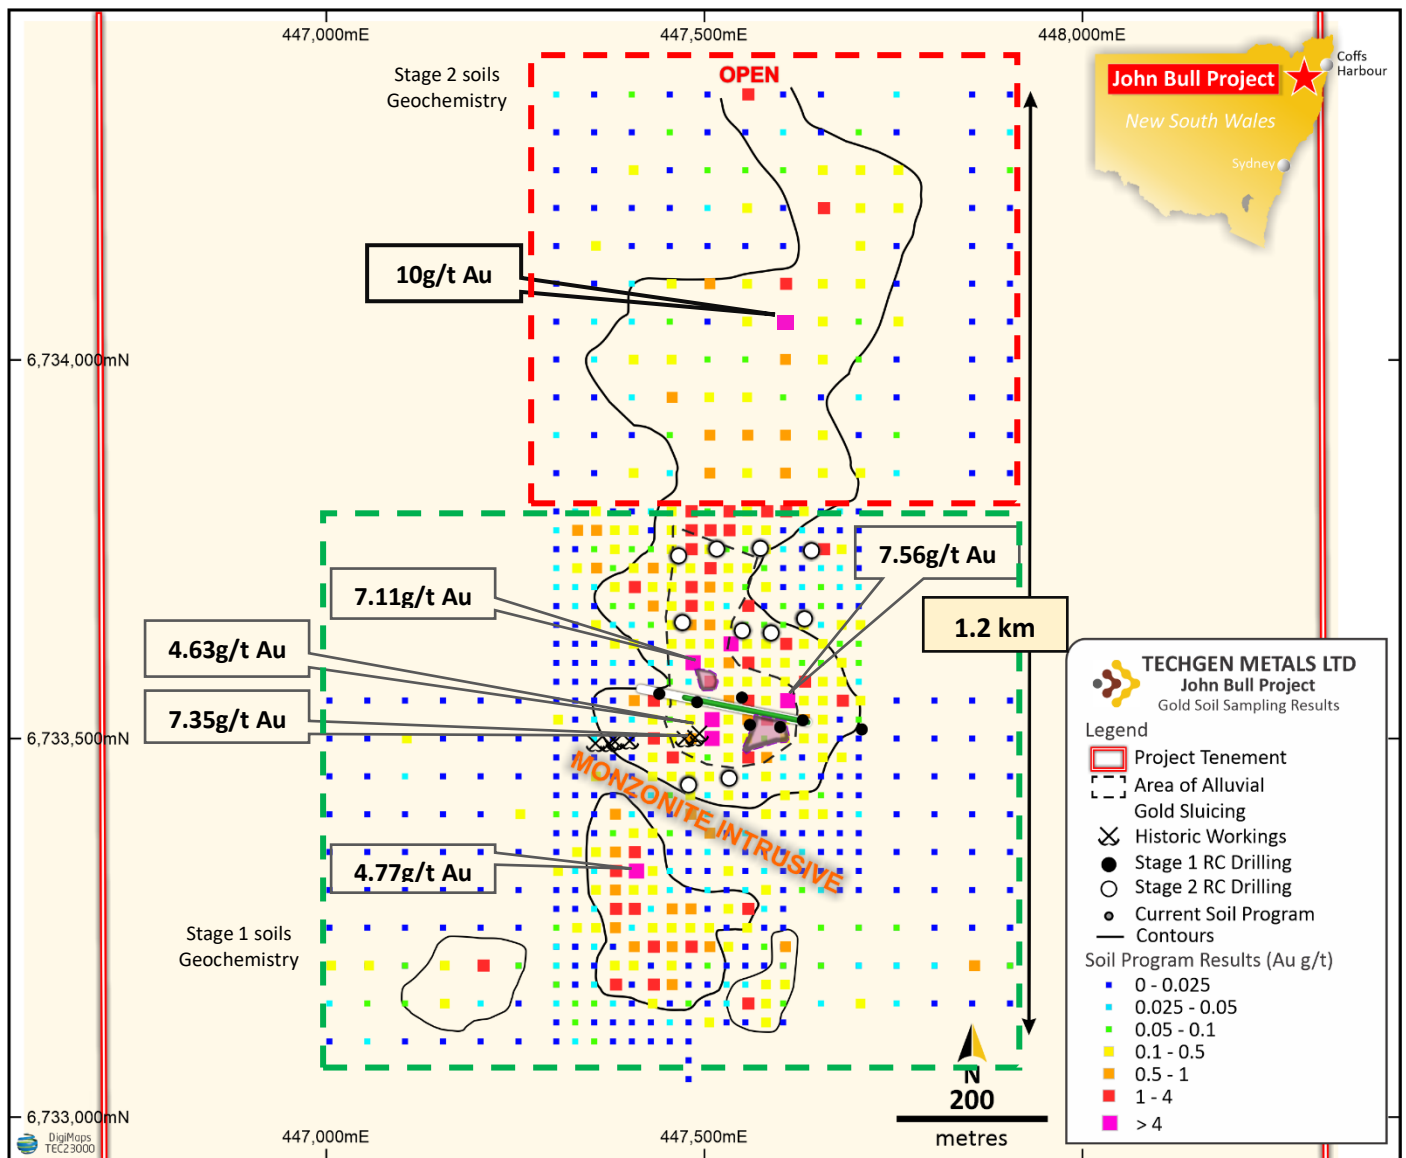 447,000mE
447,500mE
448,000mE
Stage 2 soils
Geochemistry
OPEN
Coffs
Harbour
John Bull Project
New South Wales
Sydney
10g/t Au
6,734,000mN
7.56g/t Au
7.11g/t Au
1.2 km
4.63g/t Au
7.35g/t Au
6,733,500mN
MONZONITE INTRUSIVE
4.77g/t Au
Stage 1 soils
Geochemistry
TECHGEN METALS LTD
John Bull Project
Gold Soil Sampling Results
Legend
Project Tenement
Area of Alluvial
Gold Sluicing
Historic Workings
Stage 1 RC Drilling
Stage 2 RC Drilling
Current Soil Program
Contours
Soil Program Results (Au g/t)
0 - 0.025
0.025 - 0.05
0.05 - 0.1
0.1 - 0.5
0.5 - 1
1 - 4
> 4
N
200
metres
6,733,000mN
DigiMaps
TEC23000
447,000mE
447,500mE